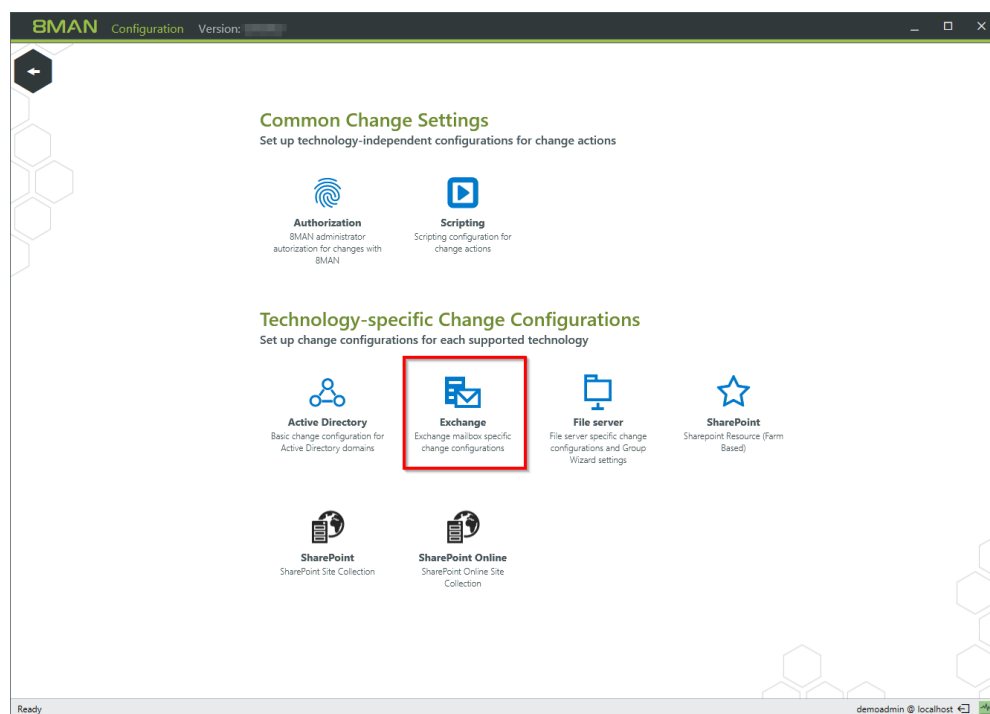 8MAN Configuration Version:
Common Change Settings
Set up technology-independent configurations for change actions
Authorization
8MAN administrator
autorization for changes with
8MAN
Scripting
Scripting configuration for
change actions
Technology-specific Change Configurations
Set up change configurations for each supported technology
Active Directory
Basic change configuration for
Active Directory domains
Exchange
Exchange mailbox specific
change configurations
File server
File server specific change
configurations and Group
Wizard settings
SharePoint
Sharepoint Resource (Farm
Based)
SharePoint
SharePoint Site Collection
SharePoint Online
SharePoint Online Site
Collection
Ready
demoadmin @ localhost